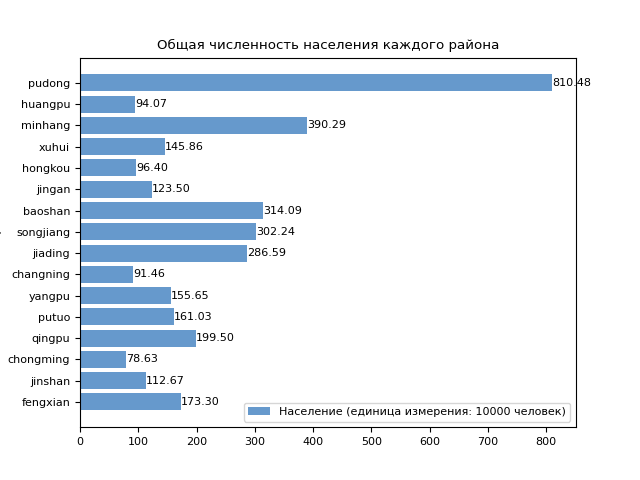 Общая численность населения каждого района
pudong 810.48
huangpu 94.07
minhang 390.29
xuhui 145.86
hongkou 96.40
jingan 123.50
baoshan 314.09
songjiang 302.24
jiading 286.59
changning 91.46
yangpu 155.65
putuo 161.03
qingpu 199.50
chongming 78.63
jinshan 112.67
fengxian 173.30
Население (единица измерения: 10000 человек)
0 100 200 300 400 500 600 700 800